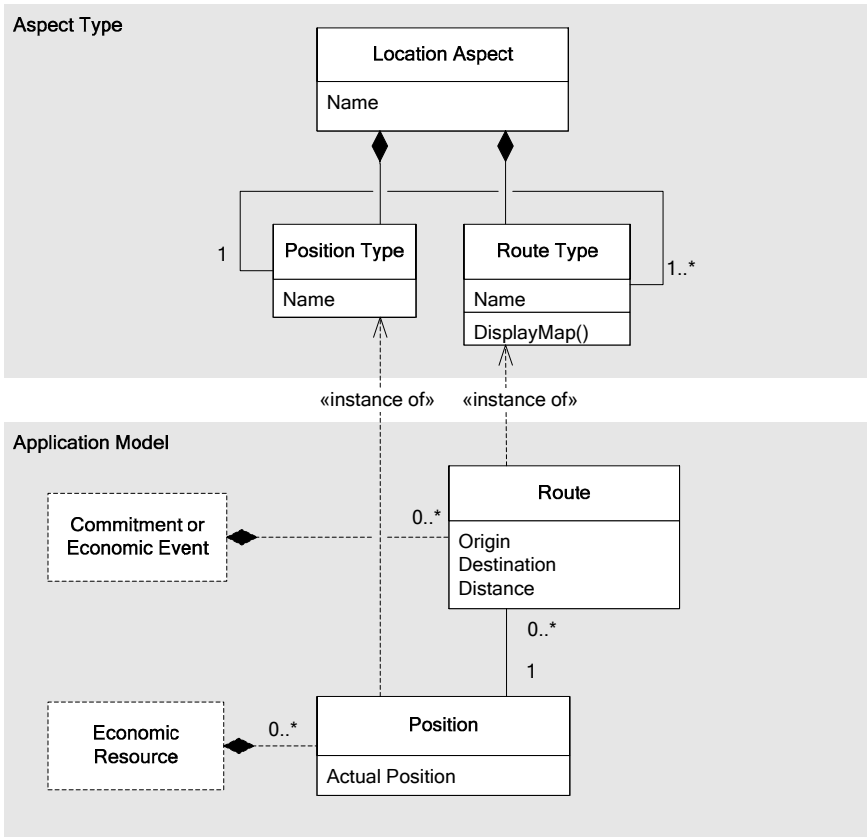 Aspect Type
Location Aspect
Name
1
Position Type
Name
Route Type
Name
DisplayMap()
1..*
«instance of»
«instance of»
Application Model
Commitment or
Economic Event
0..*
Route
Origin
Destination
Distance
0..*
1
Economic
Resource
0..*
Position
Actual Position